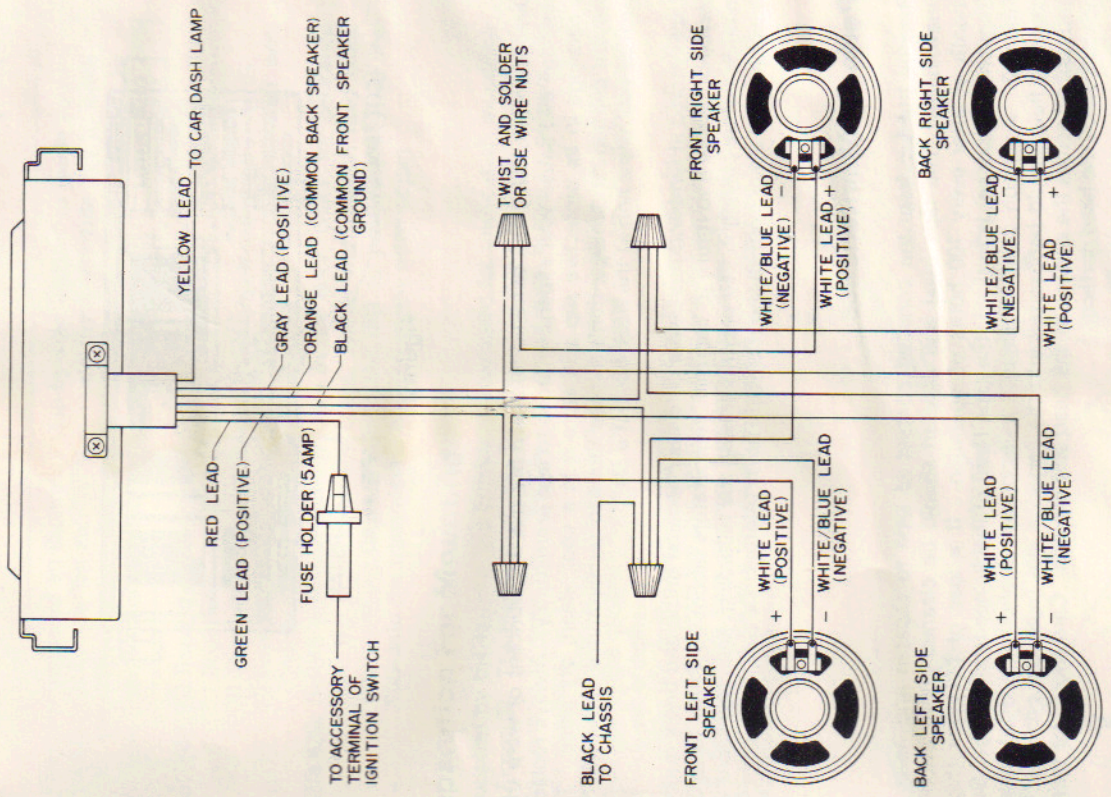 YELLOW LEAD
TO CAR DASH LAMP
GRAY LEAD (POSITIVE)
ORANGE LEAD (COMMON BACK SPEAKER)
BLACK LEAD (COMMON FRONT SPEAKER
GROUND)
RED LEAD
GREEN LEAD (POSITIVE)
FUSE HOLDER (5 AMP)
TO ACCESSORY
TERMINAL OF
IGNITION SWITCH
TWIST AND SOLDER
OR USE WIRE NUTS
BLACK LEAD
TO CHASSIS
FRONT RIGHT SIDE
SPEAKER
WHITE/BLUE LEAD -
(NEGATIVE)
WHITE LEAD +
(POSITIVE)
FRONT LEFT SIDE
SPEAKER
+
WHITE LEAD
(POSITIVE)
-
WHITE/BLUE LEAD
(NEGATIVE)
BACK RIGHT SIDE
SPEAKER
WHITE/BLUE LEAD -
(NEGATIVE)
+
WHITE LEAD
(POSITIVE)
BACK LEFT SIDE
SPEAKER
+
WHITE LEAD
(POSITIVE)
-
WHITE/BLUE LEAD
(NEGATIVE)